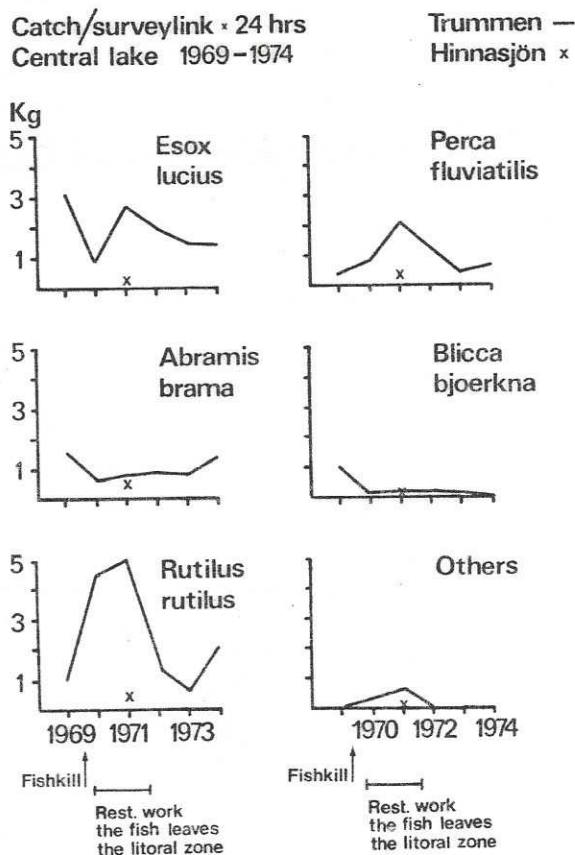 Catch/surveylink x 24 hrs
Central lake 1969-1974
Trummen —
Hinnasjön x
Kg
5
3
1
Esox
lucius
Perca
fluviatilis
5
3
1
Abramis
brama
Blicca
bjoerkna
5
3
1
Rutilus
rutilus
Others
1969 1971 1973
1970 1972 1974
Fishkill
Rest. work
the fish leaves
the litoral zone
Fishkill
Rest. work
the fish leaves
the litoral zone